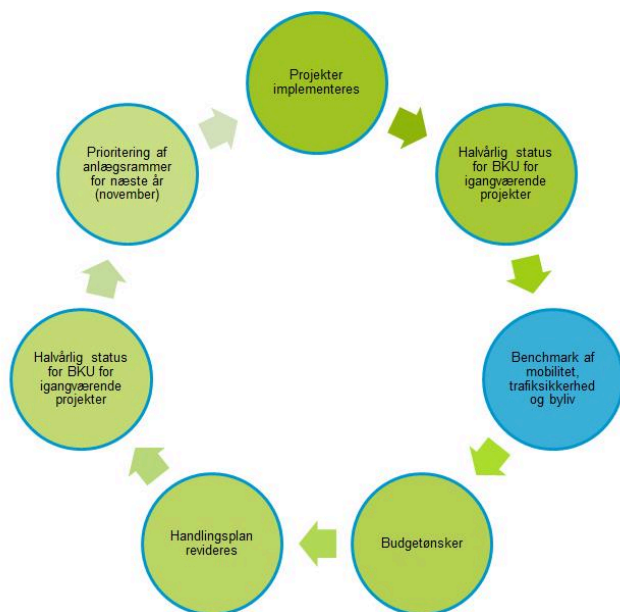 Projekter
implementeres
Halvårlig status
for BKU for
igangværende
projekter
Benchmark af
mobilitet,
trafiksikkerhed
og byliv
Budgetønsker
Handlingsplan
revideres
Halvårlig status
for BKU for
igangværende
projekter
Prioritering af
anlægsrammer
for næste år
(november)